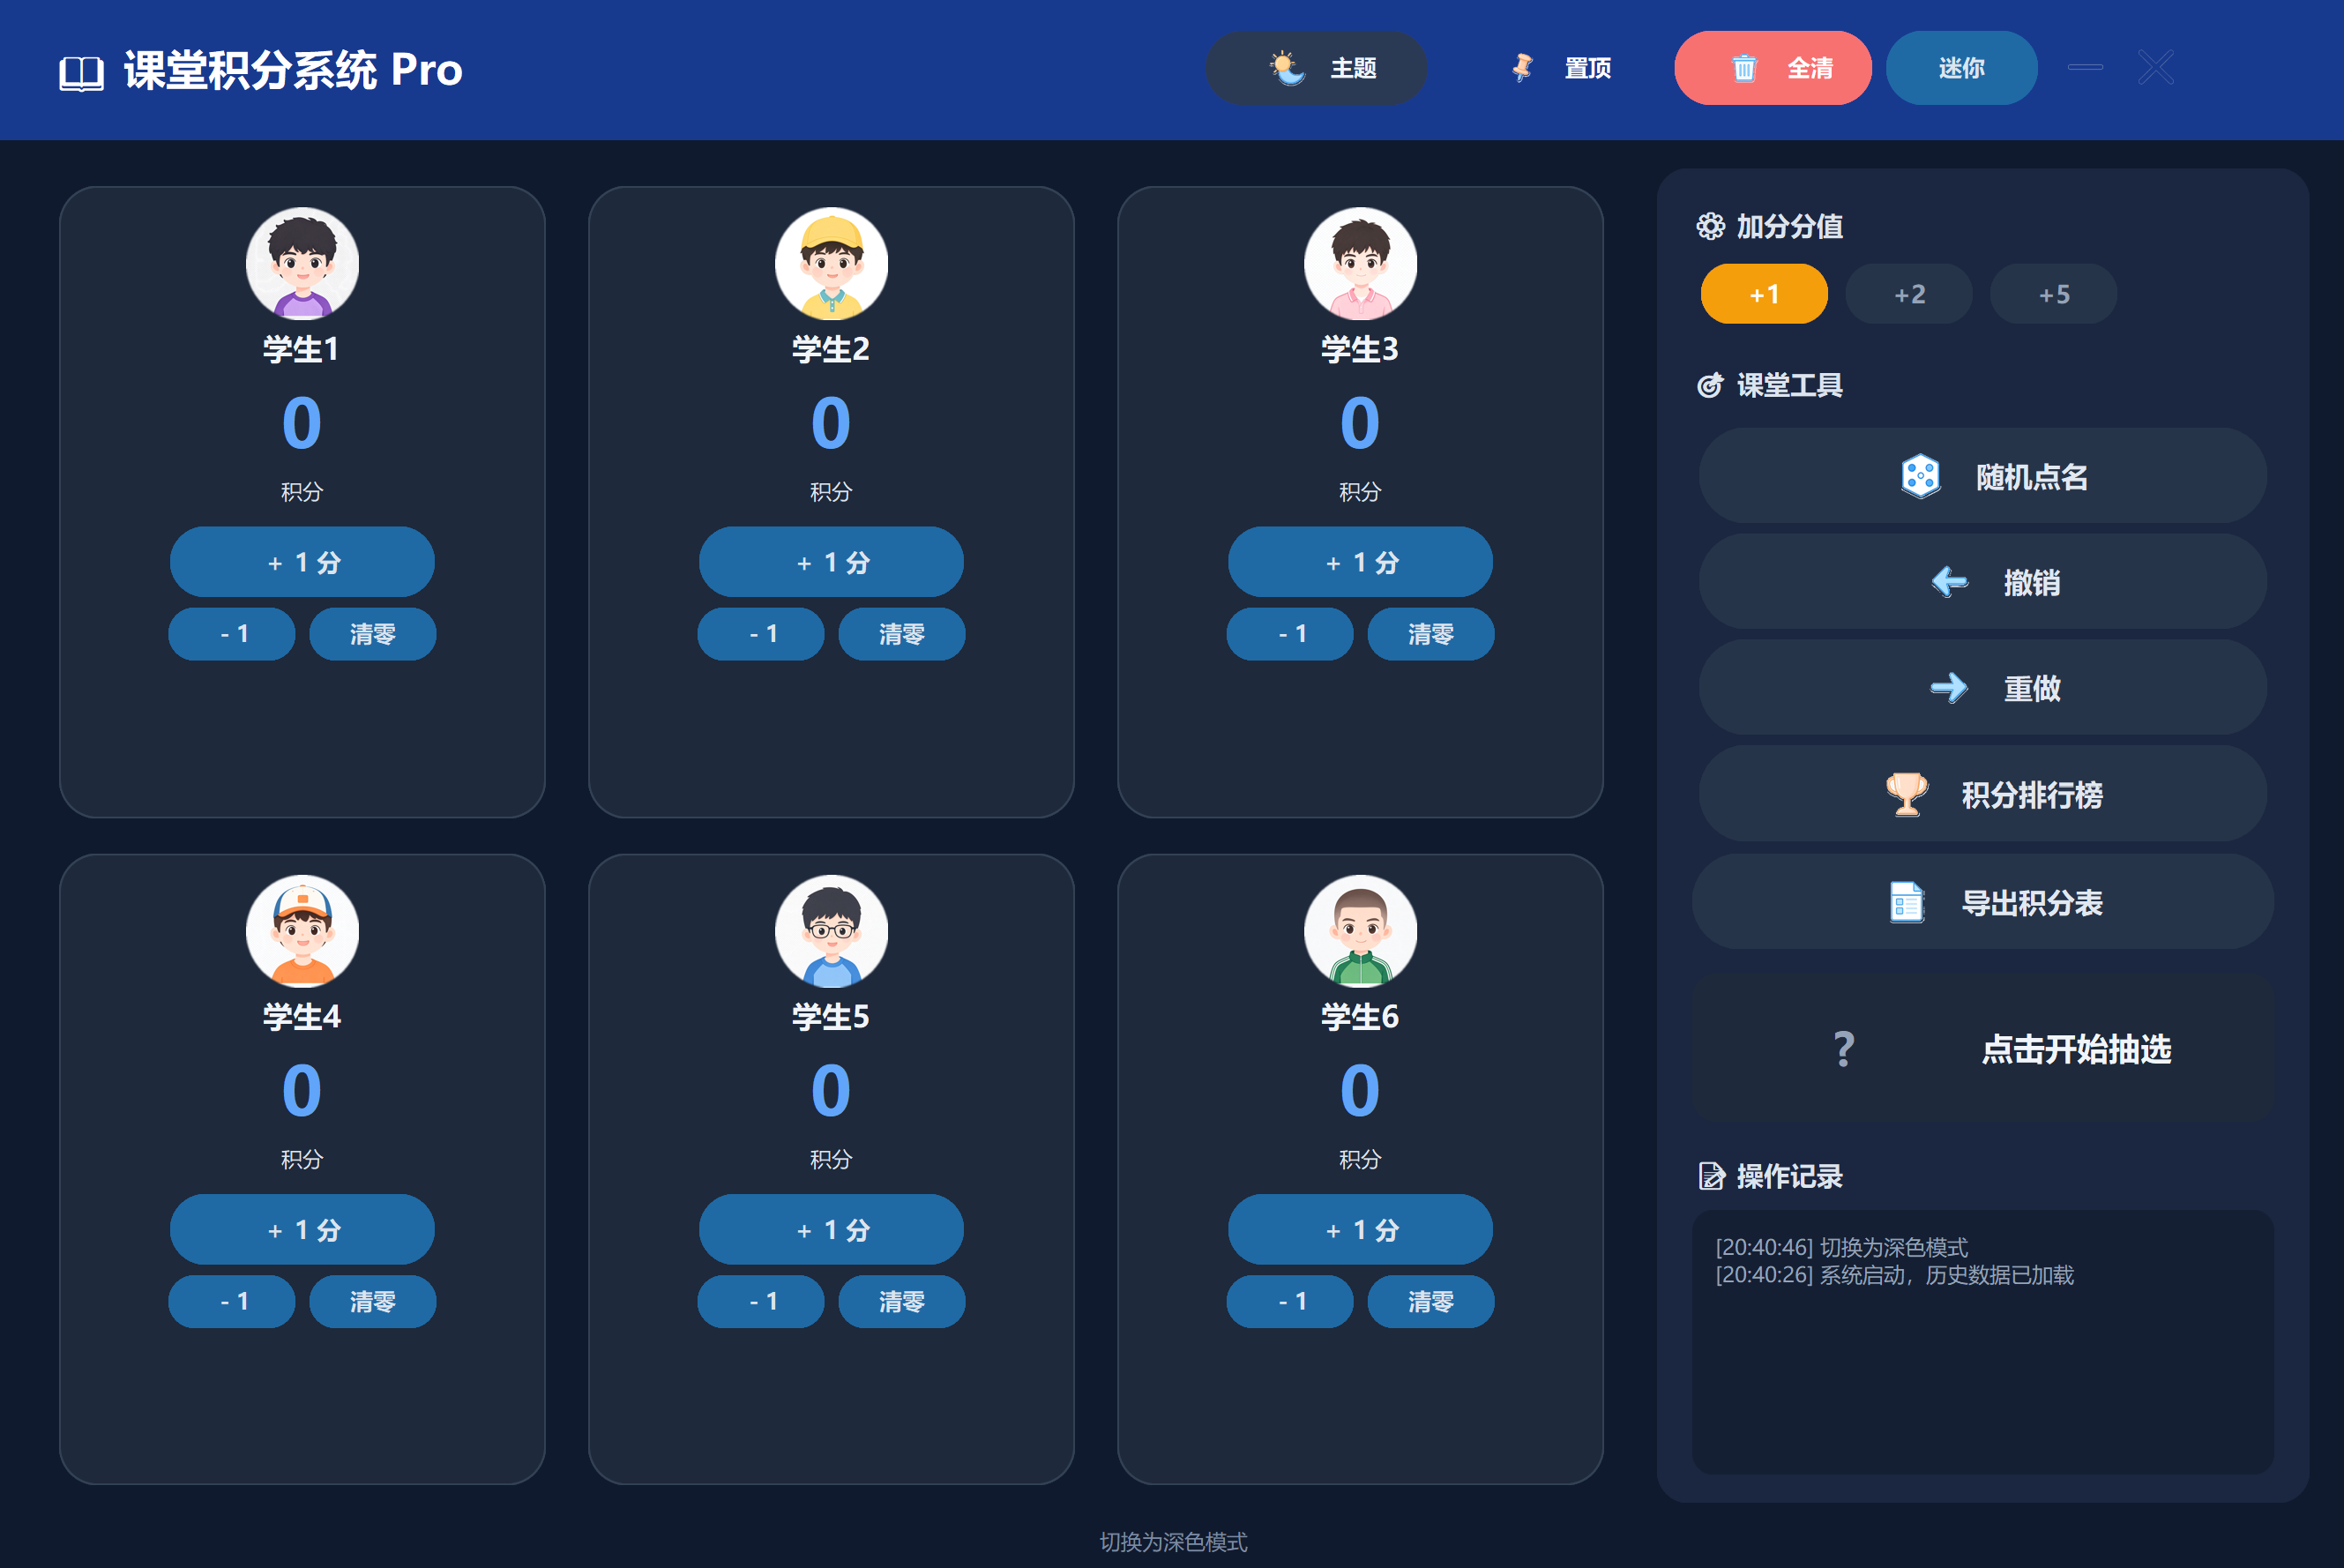 课堂积分系统 Pro
主题
置顶
全清
迷你
学生1
0
积分
+ 1 分
- 1
清零
学生2
0
积分
+ 1 分
- 1
清零
学生3
0
积分
+ 1 分
- 1
清零
学生4
0
积分
+ 1 分
- 1
清零
学生5
0
积分
+ 1 分
- 1
清零
学生6
0
积分
+ 1 分
- 1
清零
加分分值
+1
+2
+5
课堂工具
随机点名
撤销
重做
积分排行榜
导出积分表
?
点击开始抽选
操作记录
[20:40:46] 切换为深色模式
[20:40:26] 系统启动，历史数据已加载
切换为深色模式